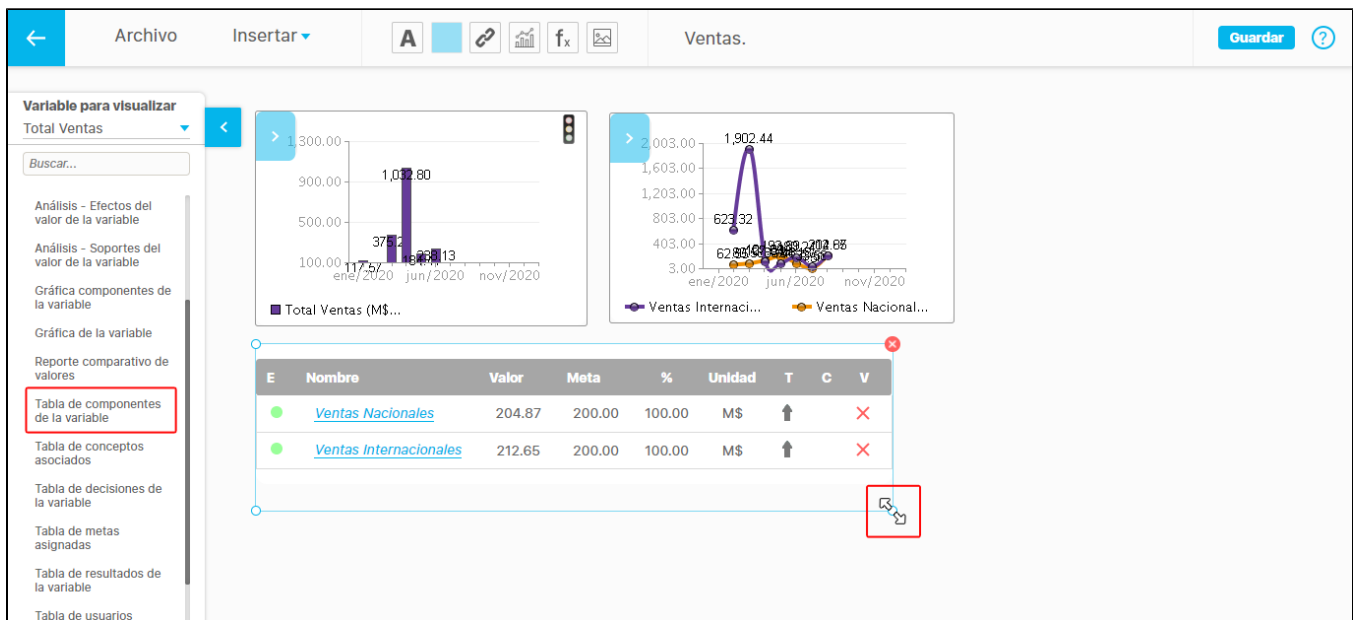 Archivo
Insertar
A
fx
Ventas.
Guardar
?
Variable para visualizar
Total Ventas
Buscar...
Análisis - Efectos del
valor de la variable
Análisis - Soportes del
valor de la variable
Gráfica componentes de
la variable
Gráfica de la variable
Reporte comparativo de
valores
Tabla de componentes
de la variable
Tabla de conceptos
asociados
Tabla de decisiones de
la variable
Tabla de metas
asignadas
Tabla de resultados de
la variable
Tabla de usuarios
900.00
500.00
100.00
117.57
1,032.80
ene/2020 jun/2020 nov/2020
Total Ventas (M$...
2,003.00
1,603.00
1,203.00
803.00
403.00
3.00
1,902.44
623.32
ene/2020 jun/2020 nov/2020
Ventas Internaci... Ventas Nacional...
E Nombre Valor Meta % Unidad T C V
Ventas Nacionales 204.87 200.00 100.00 M$
Ventas Internacionales 212.65 200.00 100.00 M$